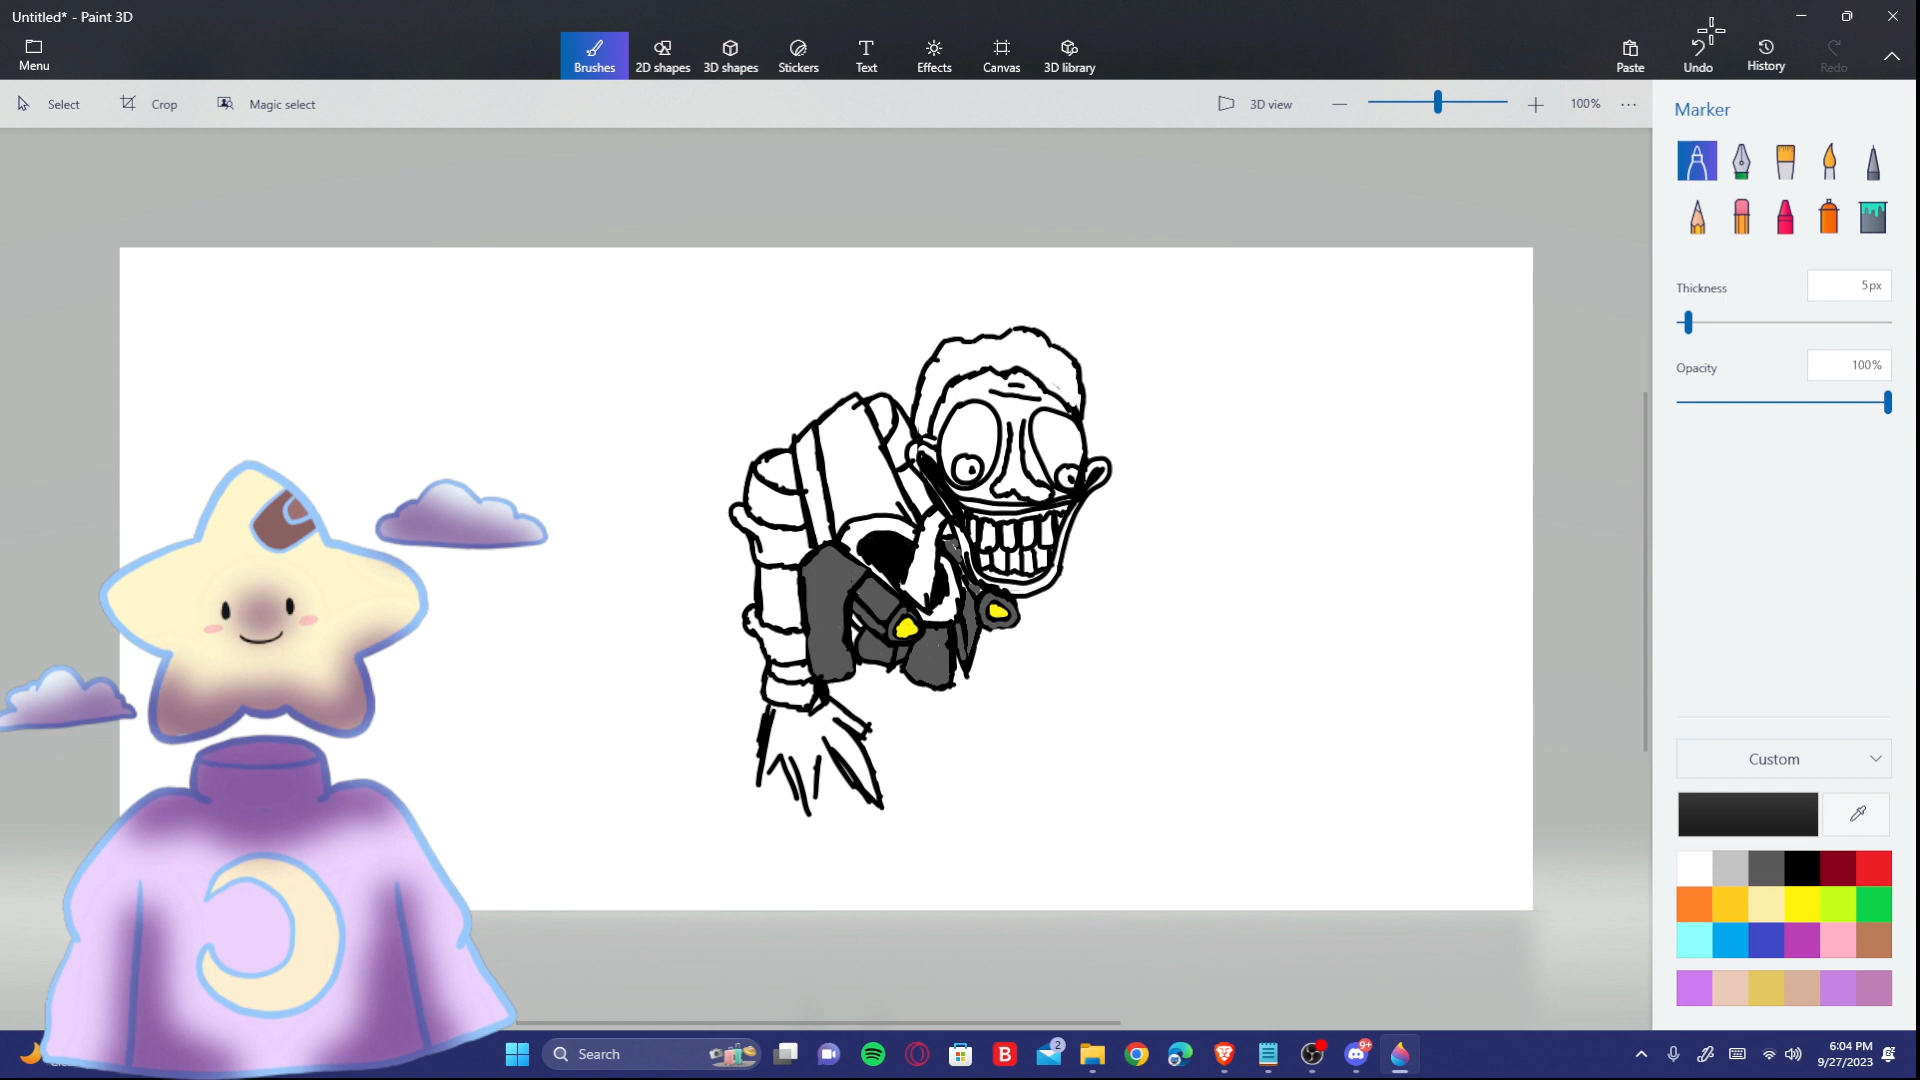 Untitled* - Paint 3D
Menu
Brushes
2D shapes
3D shapes
Stickers
Text
Effects
Canvas
3D library
Paste
Undo
History
Redo
Select
Crop
Magic select
3D view
100%
Marker
Thickness
5px
Opacity
100%
Custom
Search
B
2
9+
6:04 PM
9/27/2023